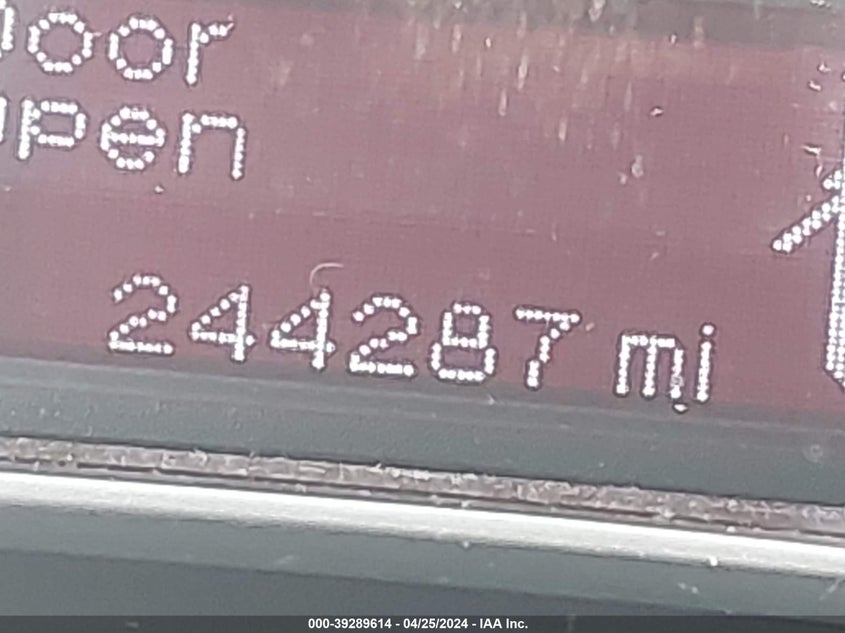 oor
pen
244287 mi
000-39289614 - 04/25/2024 - IAA Inc.